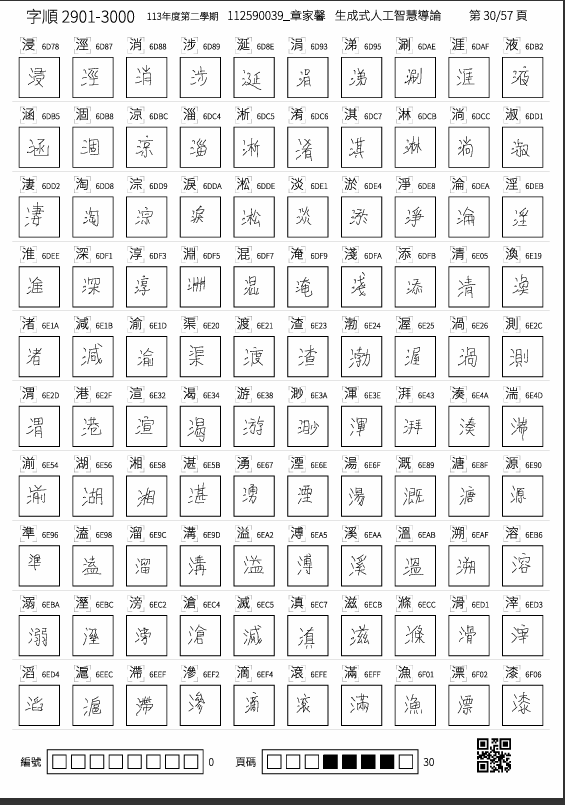 字順 2901-3000 113年度第二學期 112590039_章家馨 生成式人工智慧導論 第 30/57 頁
浸 6D78 涇 6D87 消 6D88 涉 6D89 涎 6D8E 涓 6D93 涕 6D95 涮 6DAE 涯 6DAF 液 6DB2
浸 涇 消 涉 涎 涓 涕 涮 涯 液
涵 6DB5 涸 6DB8 涼 6DBC 淄 6DC4 淅 6DC5 淆 6DC6 淇 6DC7 淋 6DCB 淌 6DCC 淑 6DD1
涵 涸 涼 淄 淅 淆 淇 淋 淌 淑
淒 6DD2 淘 6DD8 淙 6DD9 淚 6DDA 淞 6DDE 淡 6DE1 淤 6DE4 淨 6DE8 淪 6DEA 淫 6DEB
淒 淘 淙 淚 淞 淡 淤 淨 淪 淫
淮 6DEE 深 6DF1 淳 6DF3 淵 6DF5 混 6DF7 淹 6DF9 淺 6DFA 添 6DFB 清 6E05 渙 6E19
淮 深 淳 淵 混 淹 淺 添 清 渙
渚 6E1A 減 6E1B 渝 6E1D 渠 6E20 渡 6E21 渣 6E23 渤 6E24 渥 6E25 渦 6E26 測 6E2C
渚 減 渝 渠 渡 渣 渤 渥 渦 測
渭 6E2D 港 6E2F 渲 6E32 渴 6E34 游 6E38 渺 6E3A 渾 6E3E 湃 6E43 湊 6E4A 湍 6E4D
渭 港 渲 渴 游 渺 渾 湃 湊 湍
湔 6E54 湖 6E56 湘 6E58 湛 6E5B 湧 6E67 湮 6E6E 湯 6E6F 溉 6E89 溏 6E8F 源 6E90
湔 湖 湘 湛 湧 湮 湯 溉 溏 源
準 6E96 溘 6E98 溜 6E9C 溝 6E9D 溢 6EA2 溥 6EA5 溪 6EAA 溫 6EAB 溯 6EAF 溶 6EB6
準 溘 溜 溝 溢 溥 溪 溫 溯 溶
溺 6EBA 溼 6EBC 滂 6EC2 滄 6EC4 滅 6EC5 滇 6EC7 滋 6ECB 滌 6ECC 滑 6ED1 滓 6ED3
溺 溼 滂 滄 滅 滇 滋 滌 滑 滓
滔 6ED4 滬 6EEC 滯 6EEF 滲 6EF2 滴 6EF4 滾 6EFE 滿 6EFF 漁 6F01 漂 6F02 漆 6F06
滔 滬 滯 滲 滴 滾 滿 漁 漂 漆
編號 0 頁碼 30